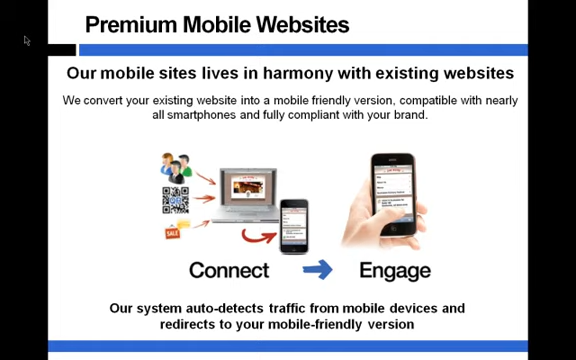 Premium Mobile Websites
Our mobile sites lives in harmony with existing websites
We convert your existing website into a mobile friendly version, compatible with nearly
all smartphones and fully compliant with your brand.
SALE
Connect
Engage
Our system auto-detects traffic from mobile devices and
redirects to your mobile-friendly version